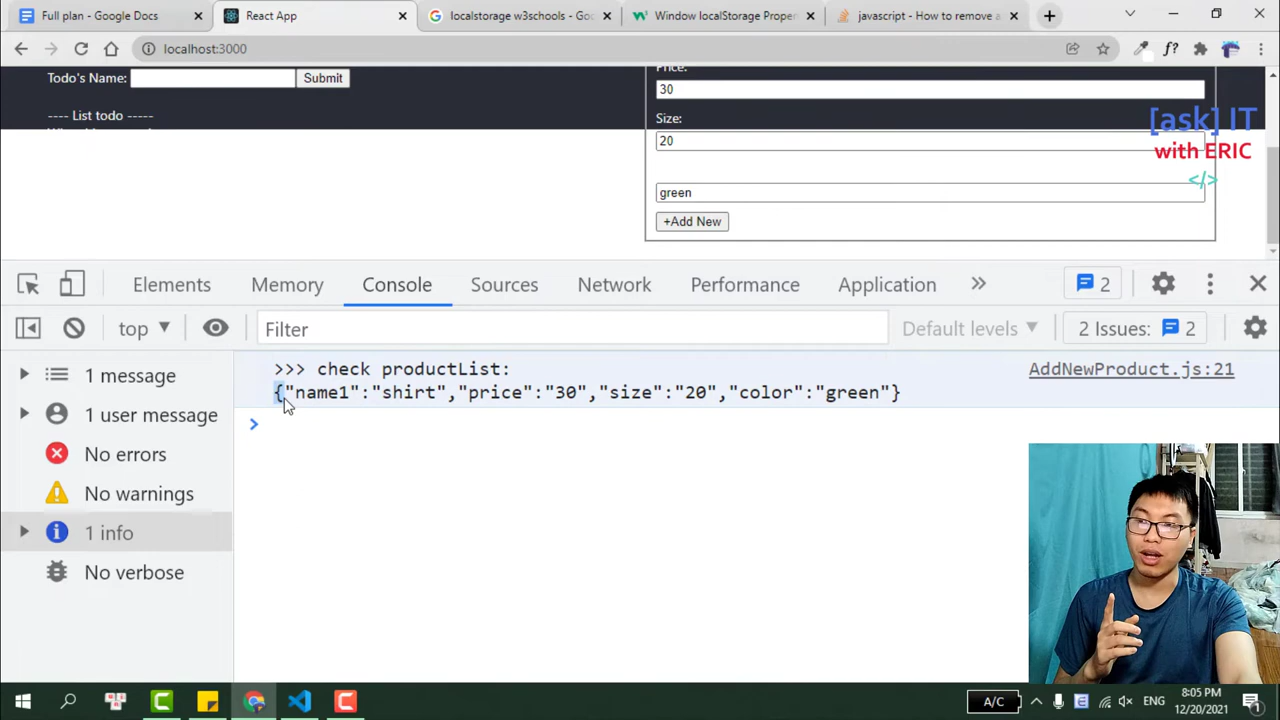 Full plan - Google Docs
React App
localstorage w3schools - Goo
Window localStorage Proper
javascript - How to remove a
localhost:3000
Todo's Name:
Submit
---- List todo -----
Price:
30
Size:
20
green
+Add New
[ask] IT
with ERIC
</>
Elements
Memory
Console
Sources
Network
Performance
Application
2
top
Filter
Default levels
2 Issues:
2
1 message
1 user message
No errors
No warnings
1 info
No verbose
>>> check productList:
AddNewProduct.js:21
{"name1":"shirt","price":"30","size":"20","color":"green"}
>
A/C
ENG
8:05 PM
12/20/2021
1